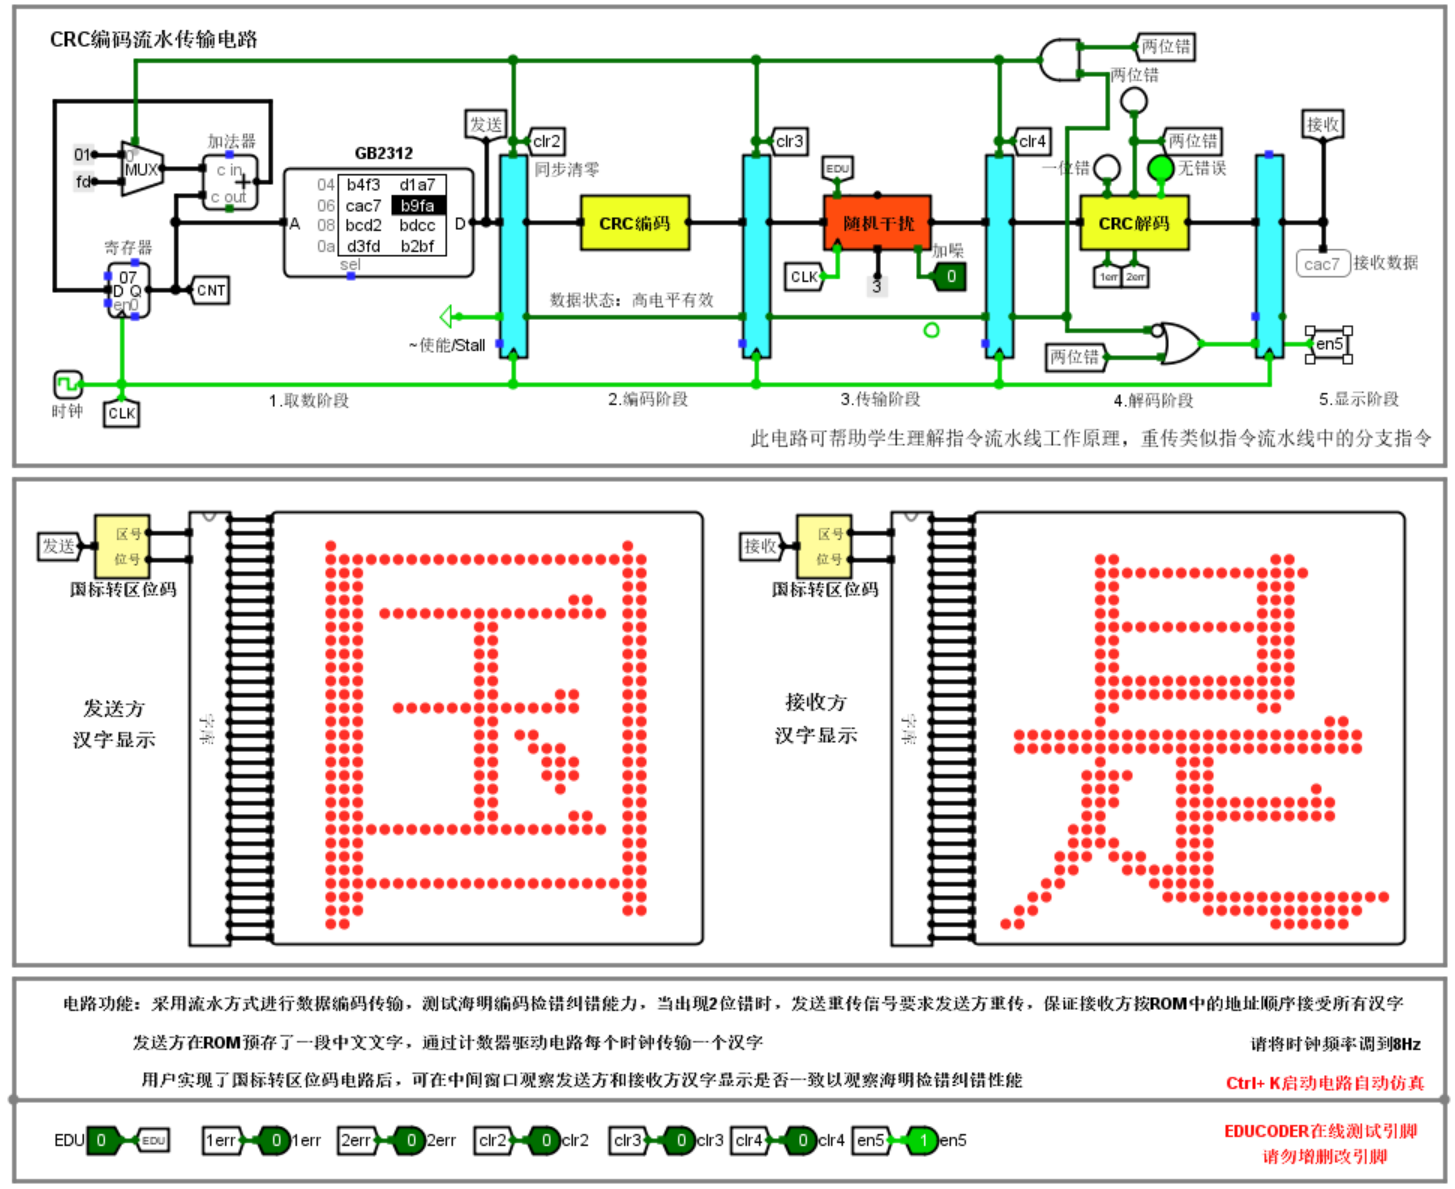 CRC编码流水传输电路
两位错
两位错
发送
clr2
clr3
clr4
接收
加法器
01
0
MUX
fd
c in
+
c out
GB2312
04 b4f3 d1a7
06 cac7 b9fa
08 bcd2 bdcc
0a d3fd b2bf
A
D
sel
同步清零
EDU
一位错
两位错
无错误
CRC编码
随机干扰
CRC解码
寄存器
07
D Q
en0
CNT
CLK
3
加噪
0
1err
2err
cac7
接收数据
数据状态：高电平有效
~使能/Stall
两位错
en5
时钟
CLK
1.取数阶段
2.编码阶段
3.传输阶段
4.解码阶段
5.显示阶段
此电路可帮助学生理解指令流水线工作原理，重传类似指令流水线中的分支指令
发送
区号
位号
国标转区位码
字库
发送方
汉字显示
国
接收
区号
位号
国标转区位码
字库
接收方
汉字显示
是
电路功能：采用流水方式进行数据编码传输，测试海明编码检错纠错能力，当出现2位错时，发送重传信号要求发送方重传，保证接收方按ROM中的地址顺序接受所有汉字
发送方在ROM预存了一段中文文字，通过计数器驱动电路每个时钟传输一个汉字
请将时钟频率调到8Hz
用户实现了国标转区位码电路后，可在中间窗口观察发送方和接收方汉字显示是否一致以观察海明检错纠错性能
Ctrl+ K启动电路自动仿真
EDU 0 EDU 1err 0 1err 2err 0 2err clr2 0 clr2 clr3 0 clr3 clr4 0 clr4 en5 1 en5
EDUCODER在线测试引脚
请勿增删改引脚